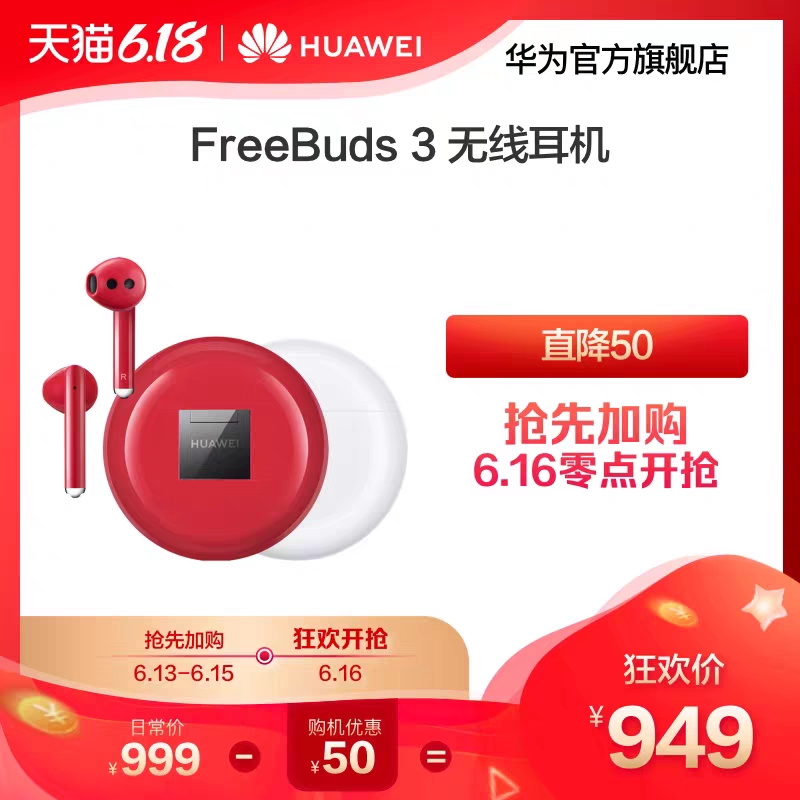 天猫6.18
HUAWEI
华为官方旗舰店
FreeBuds 3 无线耳机
R
HUAWEI
直降50
抢先加购
6.16零点开抢
抢先加购
狂欢开抢
6.13-6.15
6.16
狂欢价
¥949
日常价
购机优惠
¥999 - ¥50 =